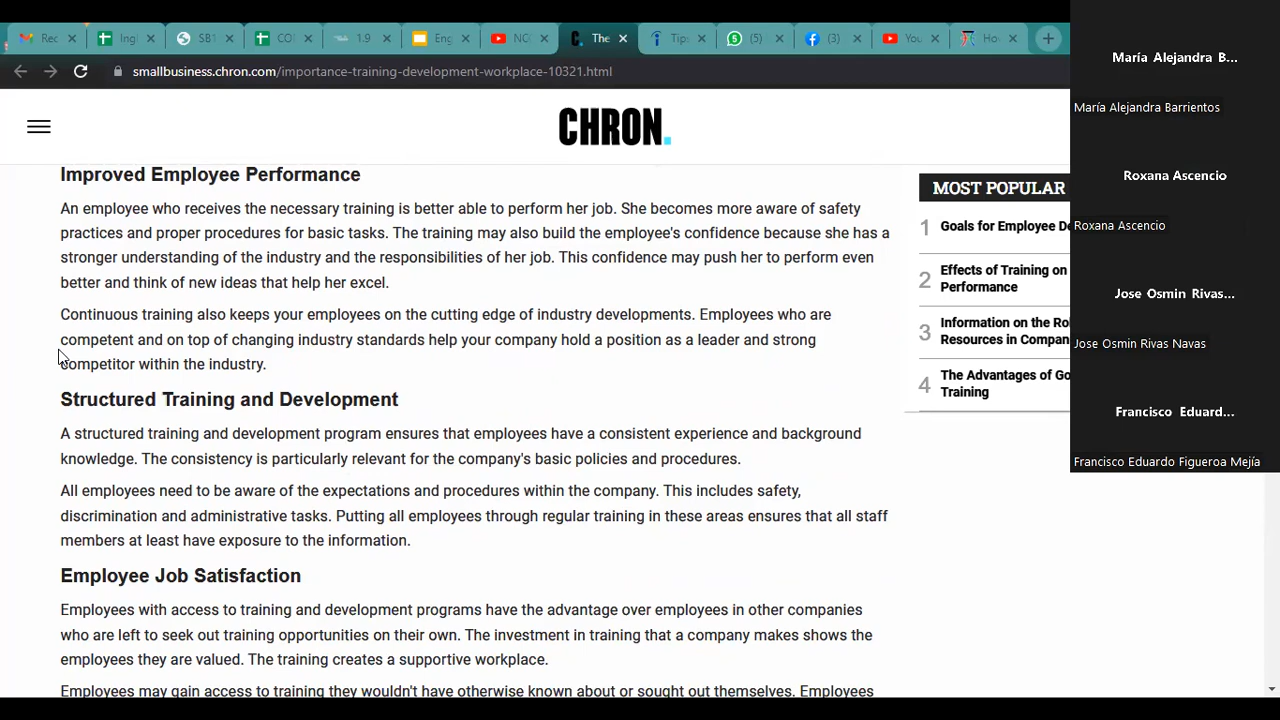 Rec
Ingl
SB1
CO
1.9
Eng
NC
The
Tips
(5)
(3)
You
Ho
smallbusiness.chron.com/importance-training-development-workplace-10321.html
CHRON.
Improved Employee Performance
An employee who receives the necessary training is better able to perform her job. She becomes more aware of safety
practices and proper procedures for basic tasks. The training may also build the employee's confidence because she has a
stronger understanding of the industry and the responsibilities of her job. This confidence may push her to perform even
better and think of new ideas that help her excel.
Continuous training also keeps your employees on the cutting edge of industry developments. Employees who are
competent and on top of changing industry standards help your company hold a position as a leader and strong
competitor within the industry.
Structured Training and Development
A structured training and development program ensures that employees have a consistent experience and background
knowledge. The consistency is particularly relevant for the company's basic policies and procedures.
All employees need to be aware of the expectations and procedures within the company. This includes safety,
discrimination and administrative tasks. Putting all employees through regular training in these areas ensures that all staff
members at least have exposure to the information.
Employee Job Satisfaction
Employees with access to training and development programs have the advantage over employees in other companies
who are left to seek out training opportunities on their own. The investment in training that a company makes shows the
employees they are valued. The training creates a supportive workplace.
Employees may gain access to training they wouldn't have otherwise known about or sought out themselves. Employees
MOST POPULAR
1 Goals for Employee De
2 Effects of Training on
Performance
3 Information on the Rol
Resources in Compan
4 The Advantages of Go
Training
María Alejandra B...
María Alejandra Barrientos
Roxana Ascencio
Roxana Ascencio
Jose Osmin Rivas...
Jose Osmin Rivas Navas
Francisco Eduard...
Francisco Eduardo Figueroa Mejía